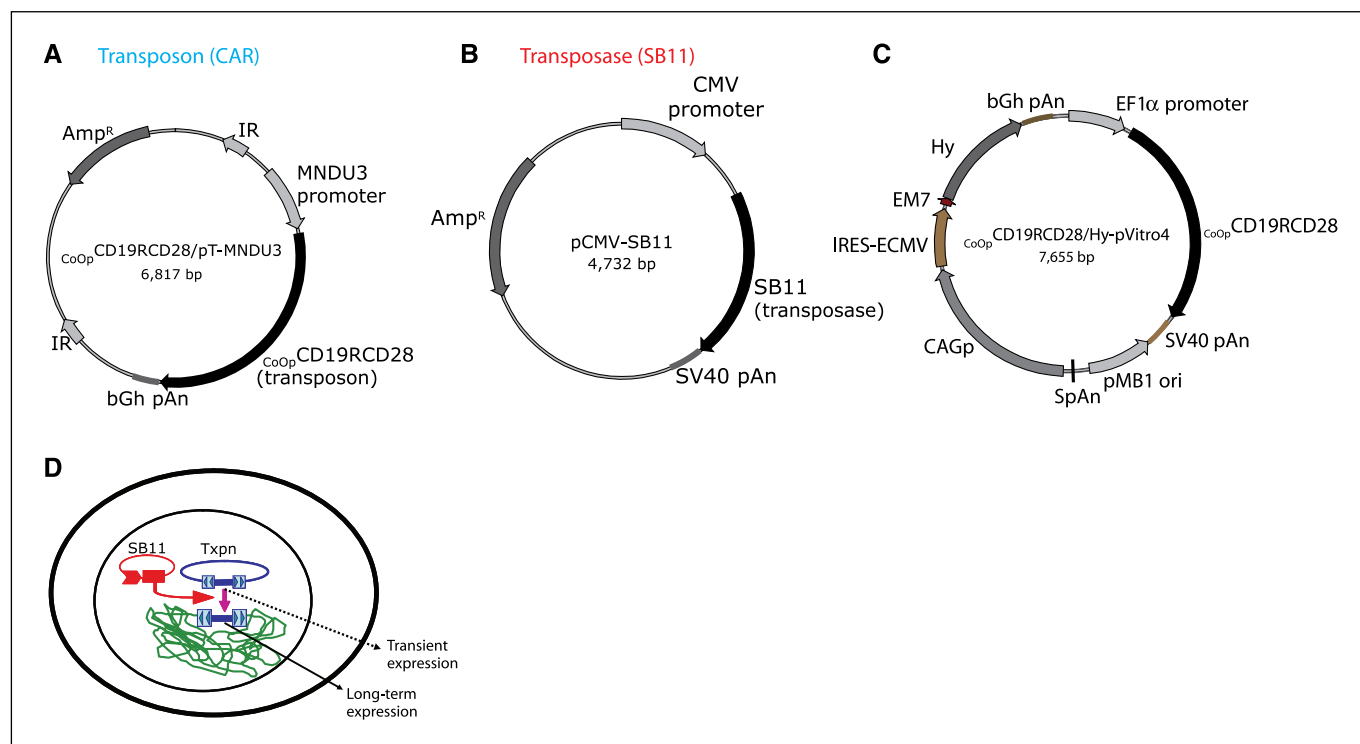 A
Transposon (CAR)
Amp^R
IR
MNDU3
promoter
CoOpCD19RCD28/pT-MNDU3
6,817 bp
IR
CoOpCD19RCD28
(transposon)
bGh pAn
B
Transposase (SB11)
CMV
promoter
Amp^R
pCMV-SB11
4,732 bp
SB11
(transposase)
SV40 pAn
C
bGh pAn
EF1α promoter
Hy
EM7
IRES-ECMV
CoOpCD19RCD28/Hy-pVitro4
7,655 bp
CoOpCD19RCD28
CAGp
SV40 pAn
pMB1 ori
SpAn
D
SB11
Txpn
Transient
expression
Long-term
expression